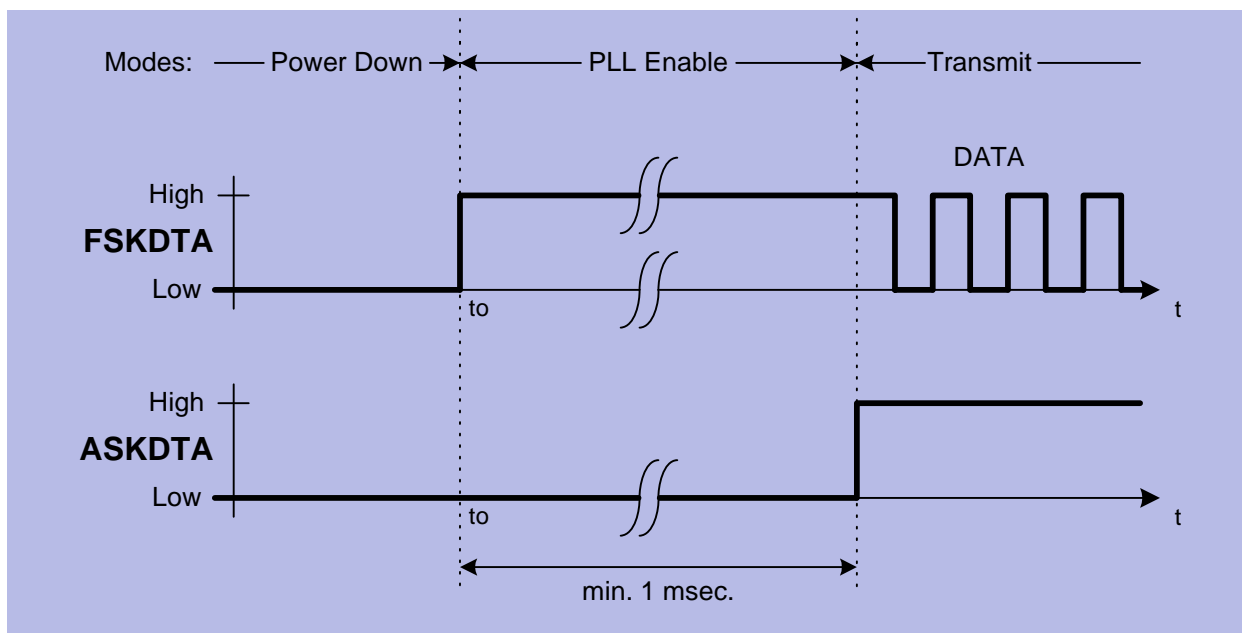 Modes: Power Down PLL Enable Transmit
DATA
High
FSKDTA
Low
to
t
High
ASKDTA
Low
to
t
min. 1 msec.